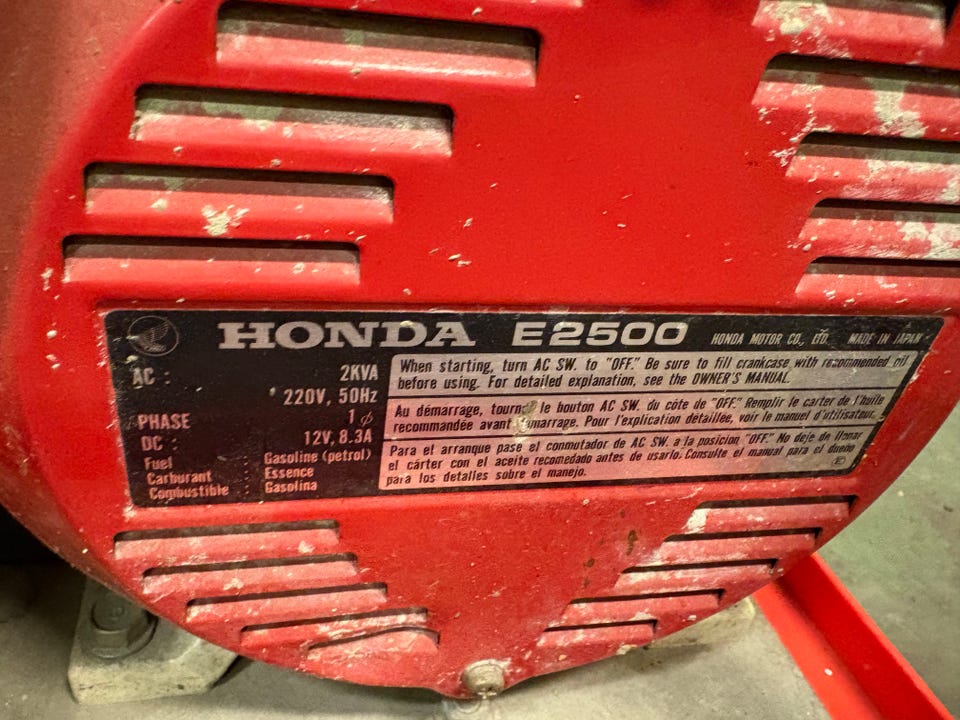 HONDA E2500 HONDA MOTOR CO., LTD. MADE IN JAPAN
AC : 2KVA
220V, 50Hz
PHASE 1 ϕ
DC : 12V, 8.3A
Fuel : Gasoline (petrol)
Carburant : Essence
Combustible : Gasolina
When starting, turn AC SW. to "OFF." Be sure to fill crankcase with recommended oil
before using. For detailed explanation, see the OWNER'S MANUAL.
Au démarrage, tourner le bouton AC SW. du côte de "OFF." Remplir le carter de l'huile
recommandée avant démarrage. Pour l'explication détaillée, voir le manuel d'utilisateur.
Para el arranque pase el conmutador de AC SW. a la posicion "OFF." No deje de llenar
el cárter con el aceite recomedado antes de usarlo. Consulte el manual para el dueño
para los detalles sobre el manejo.
E